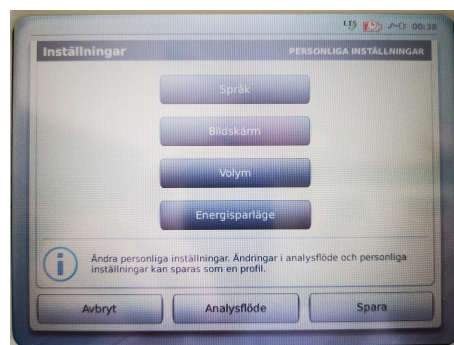 LIS 00:38
Inställningar PERSONLIGA INSTÄLLNINGAR
Språk
Bildskärm
Volym
Energisparläge
Ändra personliga inställningar. Ändringar i analysflöde och personliga
inställningar kan sparas som en profil.
Avbryt Analysflöde Spara